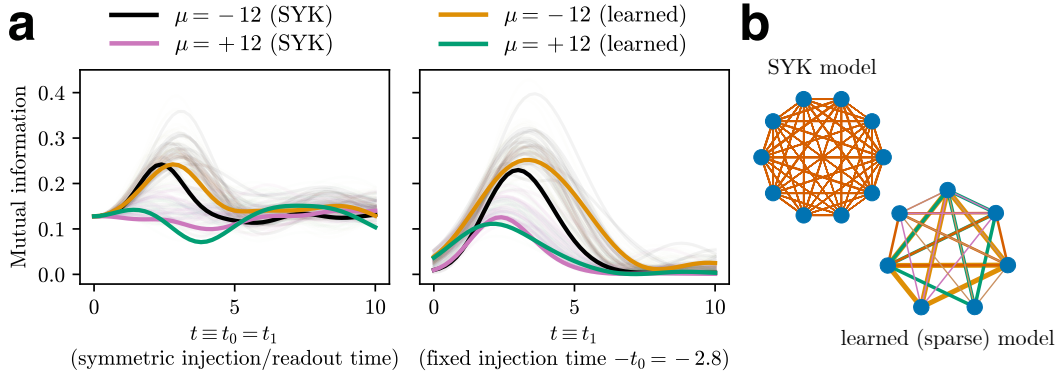 a
μ = −12 (SYK)
μ = +12 (SYK)
μ = −12 (learned)
μ = +12 (learned)
b
Mutual information
0.4
0.3
0.2
0.1
0.0
0
5
10
t ≡ t₀ = t₁
(symmetric injection/readout time)
0
5
10
t ≡ t₁
(fixed injection time −t₀ = −2.8)
SYK model
learned (sparse) model